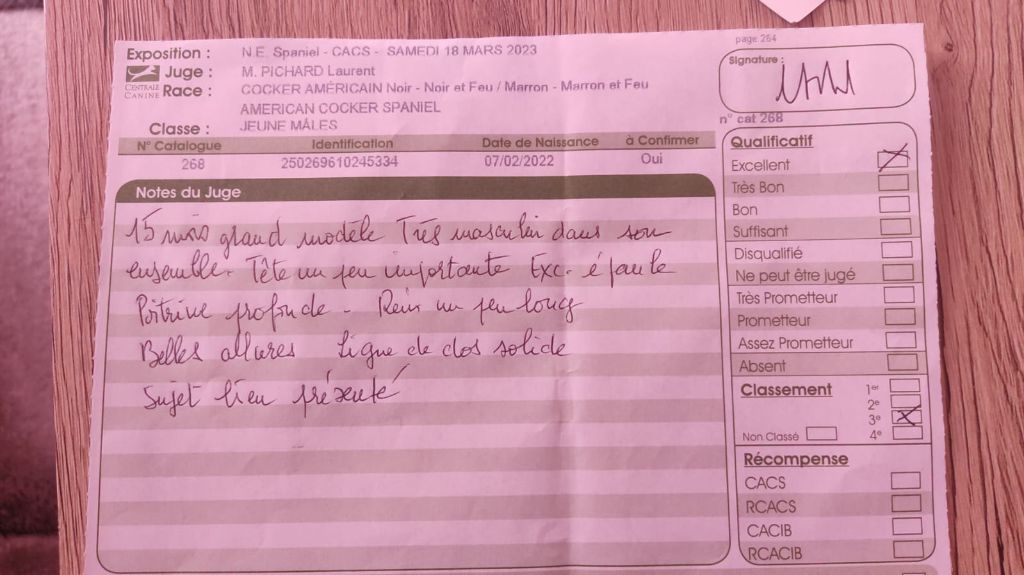 page 264
Exposition : N.E. Spaniel - CACS - SAMEDI 18 MARS 2023
Juge : M. PICHARD Laurent
CENTRALE CANINE
Race : COCKER AMÉRICAIN Noir - Noir et Feu / Marron - Marron et Feu
AMERICAN COCKER SPANIEL
Classe : JEUNE MÂLES
N° Catalogue Identification Date de Naissance à Confirmer
268 250269610245334 07/02/2022 Oui
Notes du Juge
15 mois grand modèle Très masculin dans son
ensemble. Tête un peu importante Exc. épaule
Poitrine profonde - Rein un peu long
Belles allures Ligne de dos solide
Sujet bien présenté
Signature :
n° cat 268
Qualificatif
Excellent
Très Bon
Bon
Suffisant
Disqualifié
Ne peut être jugé
Très Prometteur
Prometteur
Assez Prometteur
Absent
Classement 1er
2e
3e
Non Classé 4e
Récompense
CACS
RCACS
CACIB
RCACIB